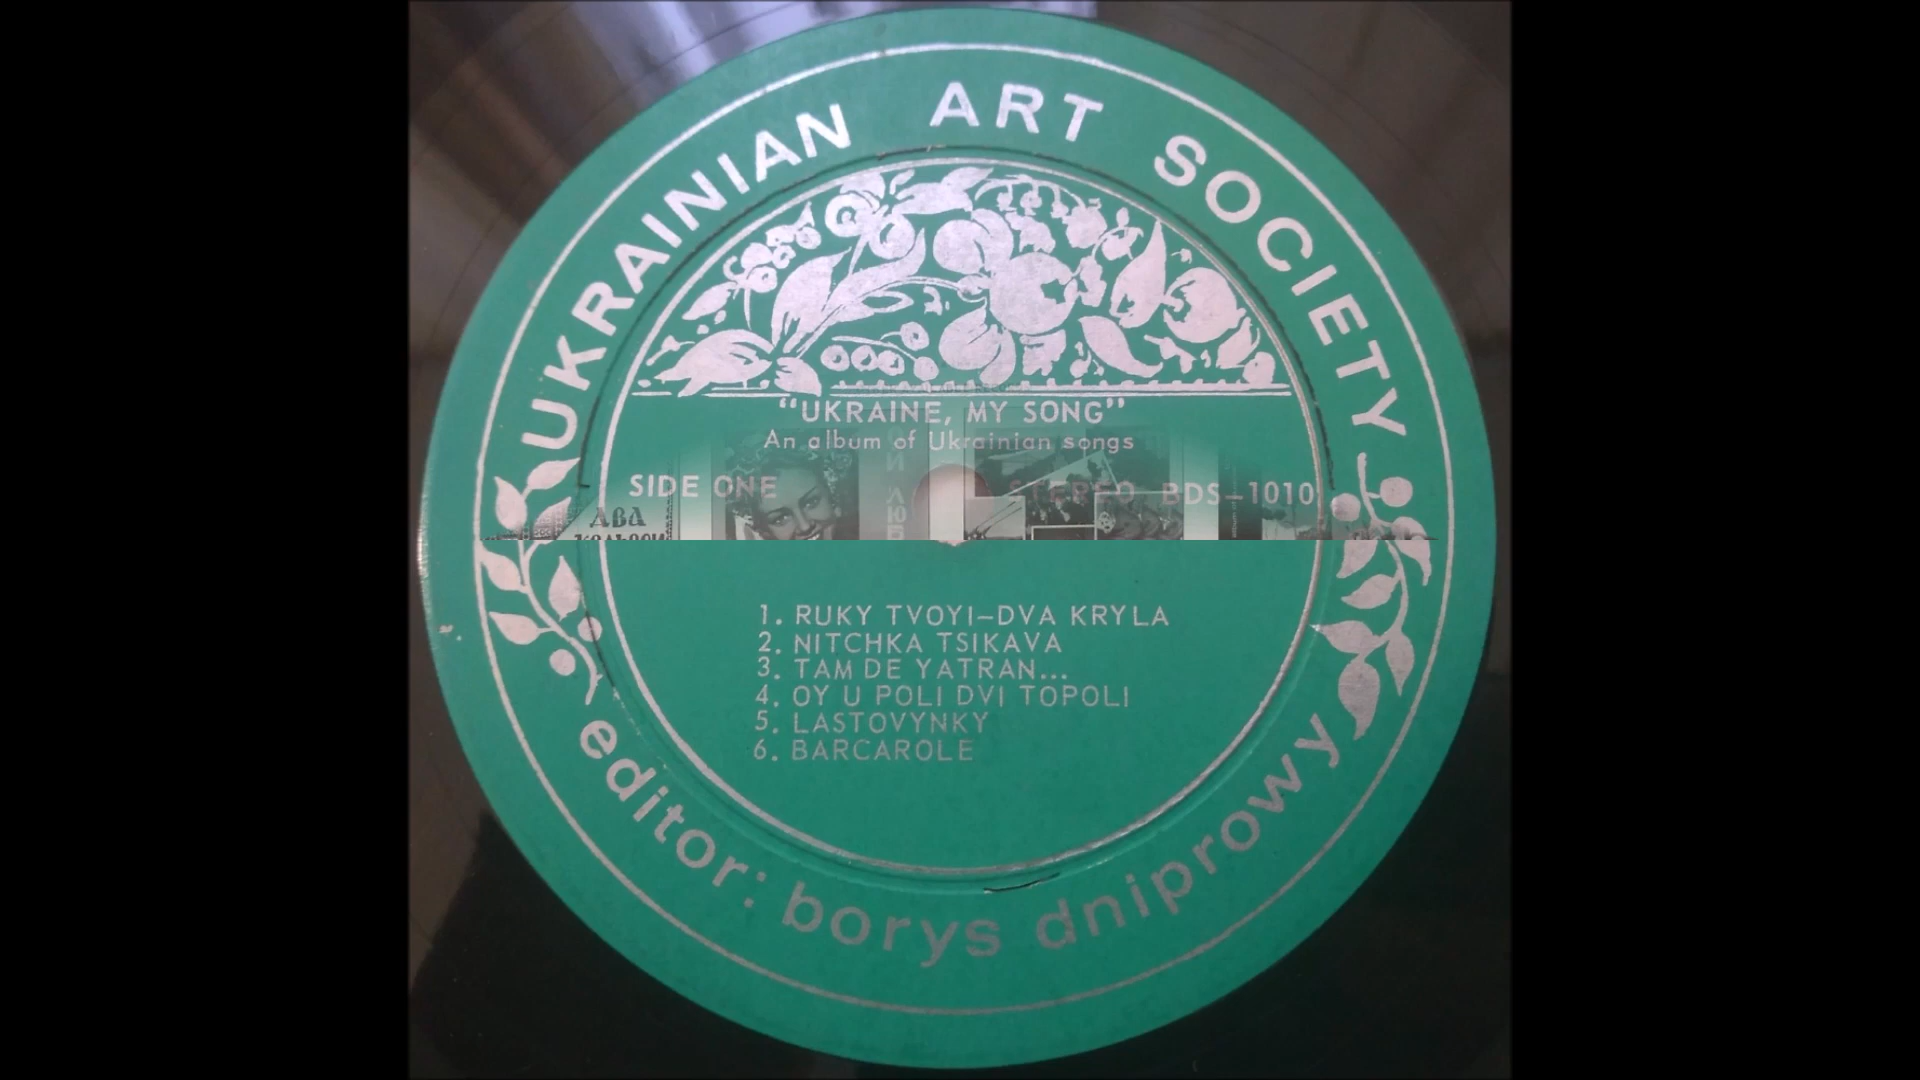 UKRAINIAN ART SOCIETY
"UKRAINE, MY SONG"
An album of Ukrainian songs
SIDE ONE
STEREO BDS-1010
ДВА
1. RUKY TVOYI-DVA KRYLA
2. NITCHKA TSIKAVA
3. TAM DE YATRAN...
4. OY U POLI DVI TOPOLI
5. LASTOVYNKY
6. BARCAROLE
editor: borys dniprowy